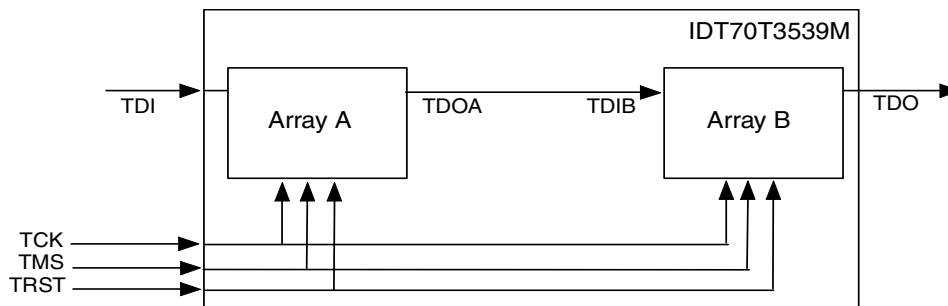 IDT70T3539M
TDI
Array A
TDOA
TDIB
Array B
TDO
TCK
TMS
TRST